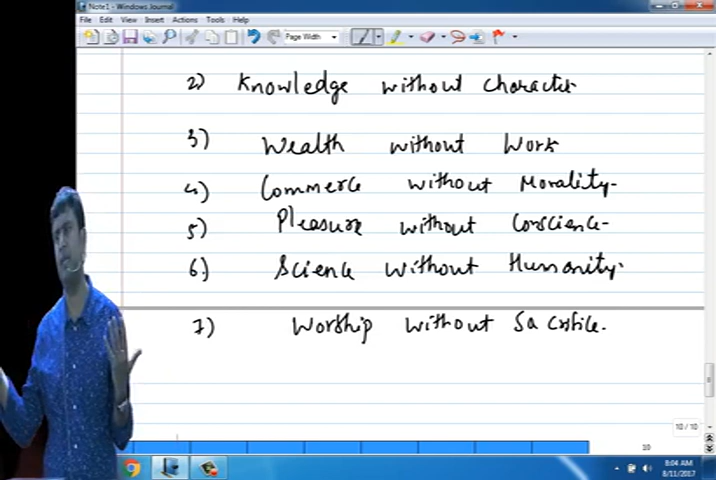 Note1 - Windows Journal
File Edit View Insert Actions Tools Help
Page Width
2) Knowledge without Character
3) Wealth without Work
4) Commerce without Morality-
5) Pleasure without Conscience-
6) Science without Humanity-
7) Worship without Sacrifice.
10 / 10
10
8:04 AM
8/11/2017